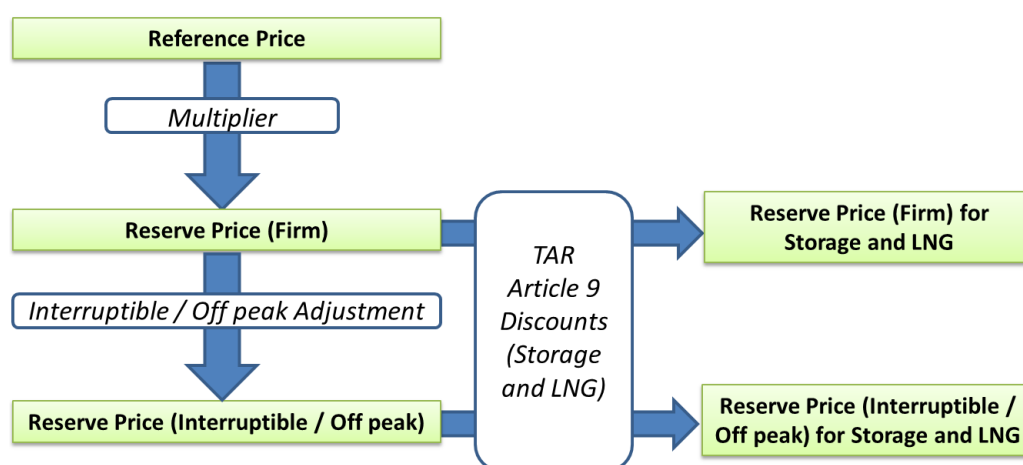 Reference Price
Multiplier
Reserve Price (Firm)
Interruptible / Off peak Adjustment
Reserve Price (Interruptible / Off peak)
TAR
Article 9
Discounts
(Storage
and LNG)
Reserve Price (Firm) for
Storage and LNG
Reserve Price (Interruptible /
Off peak) for Storage and LNG